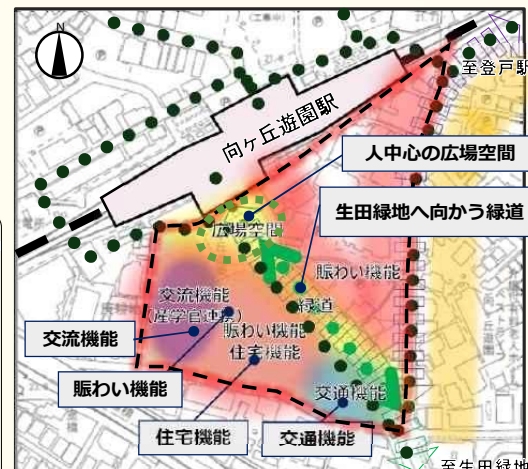 N
至登戸駅
向ヶ丘遊園駅
人中心の広場空間
広場空間
生田緑地へ向かう緑道
賑わい機能
緑道
交流機能
(産学官連携)
賑わい機能
住宅機能
交流機能
賑わい機能
交通機能
住宅機能
交通機能
至生田緑地